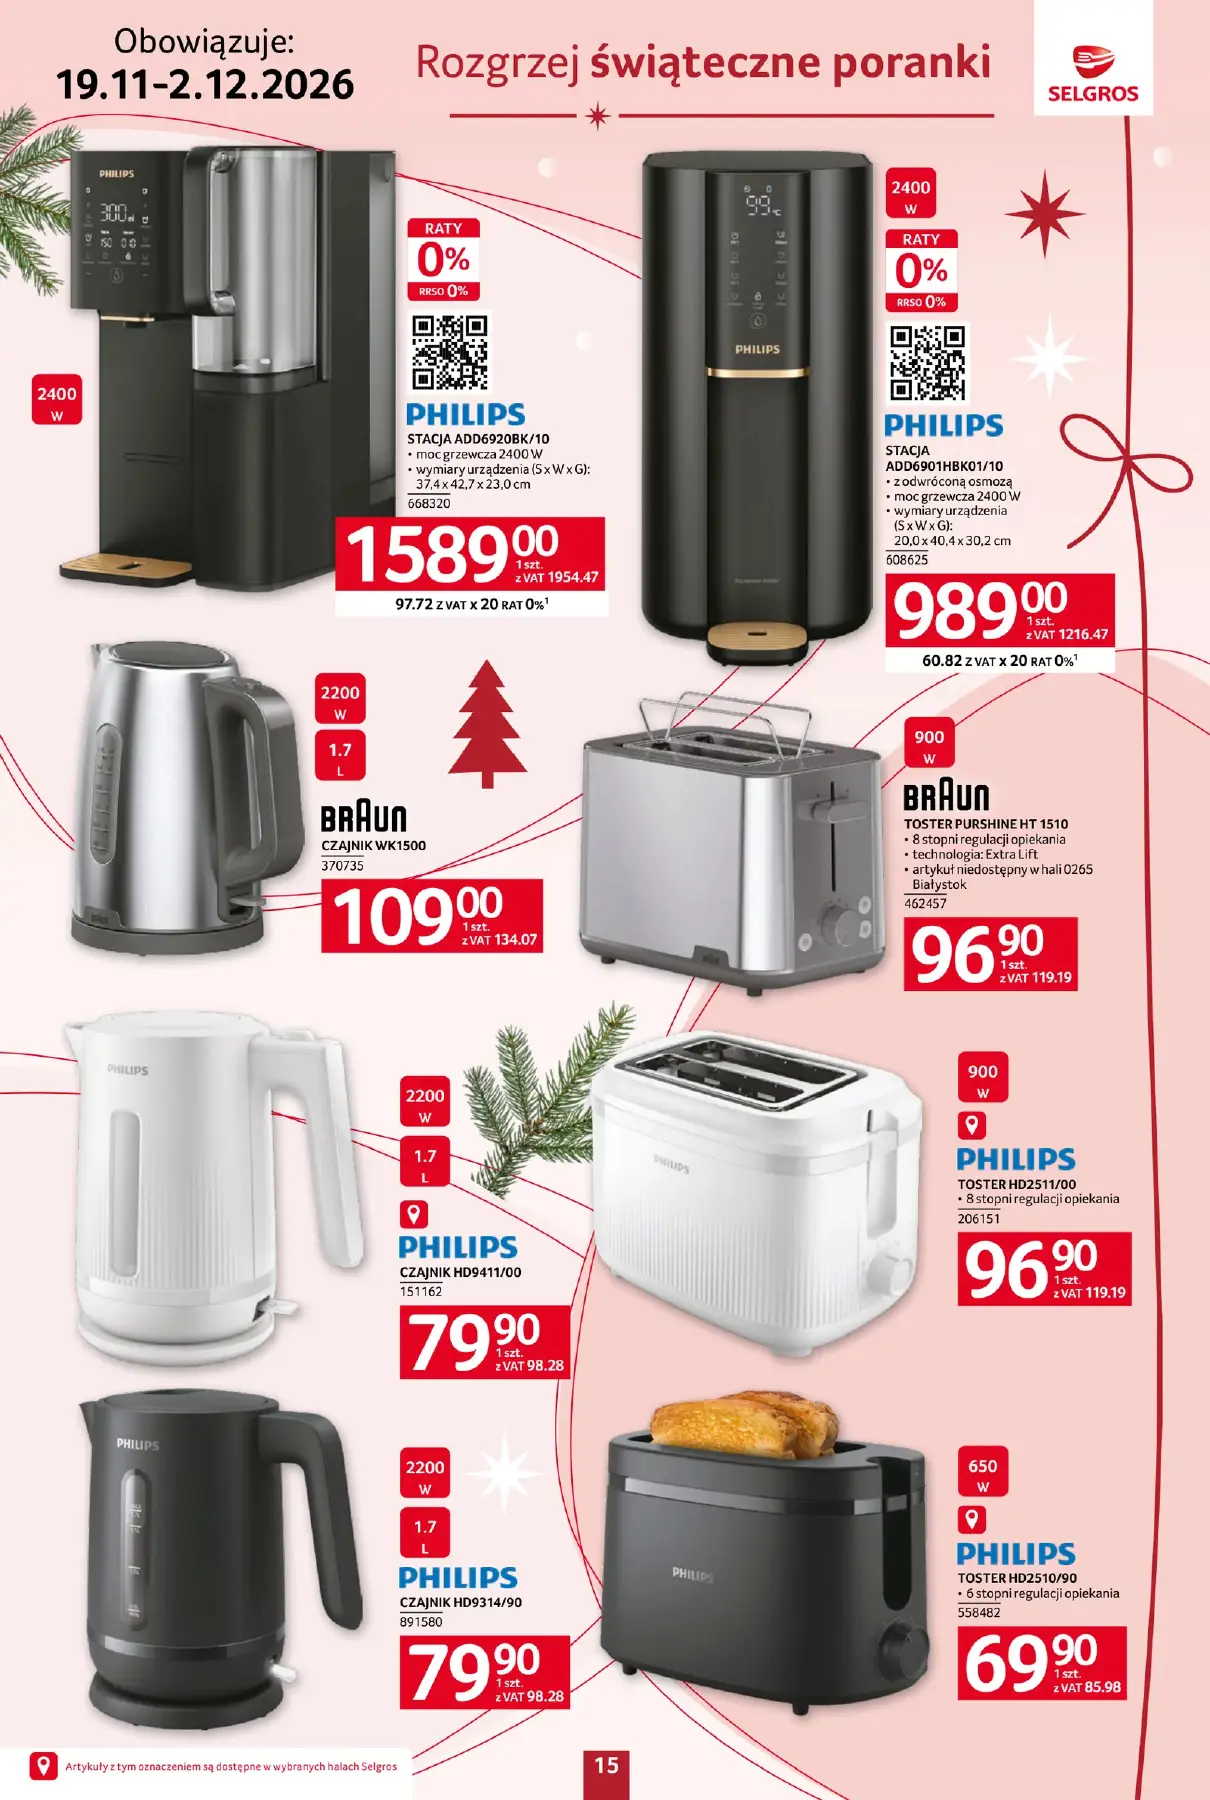 Obowiązuje:
19.11-2.12.2026
Rozgrzej świąteczne poranki
SELGROS
PHILIPS
300 ml
150
RATY
0%
RRSO 0%
2400
W
PHILIPS
STACJA ADD6920BK/10
• moc grzewcza 2400 W
• wymiary urządzenia (S x W x G):
37,4 x 42,7 x 23,0 cm
668320
1589 00
1 szt.
z VAT 1954.47
97.72 z VAT x 20 RAT 0%¹
99 °C
PHILIPS
2400
W
RATY
0%
RRSO 0%
PHILIPS
STACJA
ADD6901HBK01/10
• z odwróconą osmozą
• moc grzewcza 2400 W
• wymiary urządzenia
(S x W x G):
20,0 x 40,4 x 30,2 cm
608625
989 00
1 szt.
z VAT 1216.47
60.82 z VAT x 20 RAT 0%¹
2200
W
1.7
L
BRAUN
CZAJNIK WK1500
370735
109 00
1 szt.
z VAT 134.07
900
W
BRAUN
TOSTER PURSHINE HT 1510
• 8 stopni regulacji opiekania
• technologia: Extra Lift
• artykuł niedostępny w hali 0265
Białystok
462457
96 90
1 szt.
z VAT 119.19
PHILIPS
2200
W
1.7
L
PHILIPS
CZAJNIK HD9411/00
151162
79 90
1 szt.
z VAT 98.28
PHILIPS
900
W
PHILIPS
TOSTER HD2511/00
• 8 stopni regulacji opiekania
206151
96 90
1 szt.
z VAT 119.19
PHILIPS
2200
W
1.7
L
PHILIPS
CZAJNIK HD9314/90
891580
79 90
1 szt.
z VAT 98.28
PHILIPS
650
W
PHILIPS
TOSTER HD2510/90
• 6 stopni regulacji opiekania
558482
69 90
1 szt.
z VAT 85.98
Artykuły z tym oznaczeniem są dostępne w wybranych halach Selgros
15